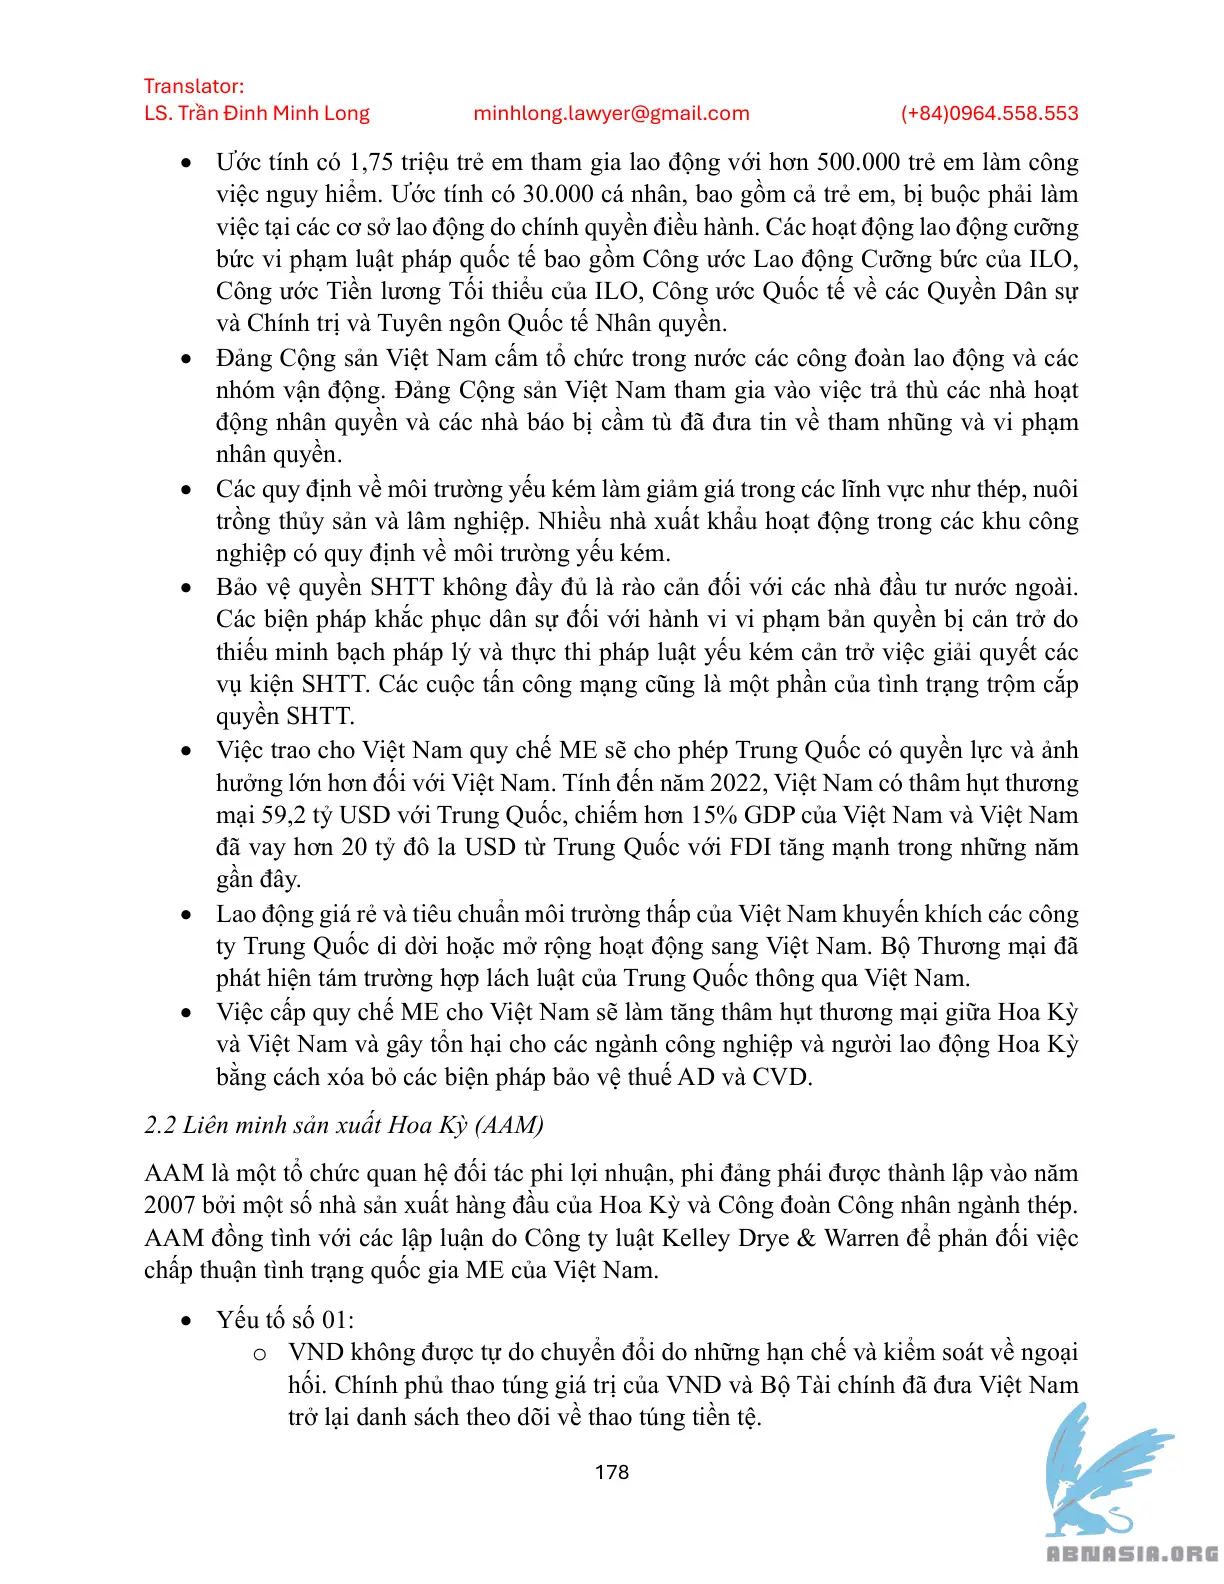 Translator:
LS. Trần Đinh Minh Long minhlong.lawyer@gmail.com (+84)0964.558.553
• Ước tính có 1,75 triệu trẻ em tham gia lao động với hơn 500.000 trẻ em làm công
việc nguy hiểm. Ước tính có 30.000 cá nhân, bao gồm cả trẻ em, bị buộc phải làm
việc tại các cơ sở lao động do chính quyền điều hành. Các hoạt động lao động cưỡng
bức vi phạm luật pháp quốc tế bao gồm Công ước Lao động Cưỡng bức của ILO,
Công ước Tiền lương Tối thiểu của ILO, Công ước Quốc tế về các Quyền Dân sự
và Chính trị và Tuyên ngôn Quốc tế Nhân quyền.
• Đảng Cộng sản Việt Nam cấm tổ chức trong nước các công đoàn lao động và các
nhóm vận động. Đảng Cộng sản Việt Nam tham gia vào việc trả thù các nhà hoạt
động nhân quyền và các nhà báo bị cầm tù đã đưa tin về tham nhũng và vi phạm
nhân quyền.
• Các quy định về môi trường yếu kém làm giảm giá trong các lĩnh vực như thép, nuôi
trồng thủy sản và lâm nghiệp. Nhiều nhà xuất khẩu hoạt động trong các khu công
nghiệp có quy định về môi trường yếu kém.
• Bảo vệ quyền SHTT không đầy đủ là rào cản đối với các nhà đầu tư nước ngoài.
Các biện pháp khắc phục dân sự đối với hành vi vi phạm bản quyền bị cản trở do
thiếu minh bạch pháp lý và thực thi pháp luật yếu kém cản trở việc giải quyết các
vụ kiện SHTT. Các cuộc tấn công mạng cũng là một phần của tình trạng trộm cắp
quyền SHTT.
• Việc trao cho Việt Nam quy chế ME sẽ cho phép Trung Quốc có quyền lực và ảnh
hưởng lớn hơn đối với Việt Nam. Tính đến năm 2022, Việt Nam có thâm hụt thương
mại 59,2 tỷ USD với Trung Quốc, chiếm hơn 15% GDP của Việt Nam và Việt Nam
đã vay hơn 20 tỷ đô la USD từ Trung Quốc với FDI tăng mạnh trong những năm
gần đây.
• Lao động giá rẻ và tiêu chuẩn môi trường thấp của Việt Nam khuyến khích các công
ty Trung Quốc di dời hoặc mở rộng hoạt động sang Việt Nam. Bộ Thương mại đã
phát hiện tám trường hợp lách luật của Trung Quốc thông qua Việt Nam.
• Việc cấp quy chế ME cho Việt Nam sẽ làm tăng thâm hụt thương mại giữa Hoa Kỳ
và Việt Nam và gây tổn hại cho các ngành công nghiệp và người lao động Hoa Kỳ
bằng cách xóa bỏ các biện pháp bảo vệ thuế AD và CVD.
2.2 Liên minh sản xuất Hoa Kỳ (AAM)
AAM là một tổ chức quan hệ đối tác phi lợi nhuận, phi đảng phái được thành lập vào năm
2007 bởi một số nhà sản xuất hàng đầu của Hoa Kỳ và Công đoàn Công nhân ngành thép.
AAM đồng tình với các lập luận do Công ty luật Kelley Drye & Warren để phản đối việc
chấp thuận tình trạng quốc gia ME của Việt Nam.
• Yếu tố số 01:
o VND không được tự do chuyển đổi do những hạn chế và kiểm soát về ngoại
hối. Chính phủ thao túng giá trị của VND và Bộ Tài chính đã đưa Việt Nam
trở lại danh sách theo dõi về thao túng tiền tệ.
178
ABNASIA.ORG